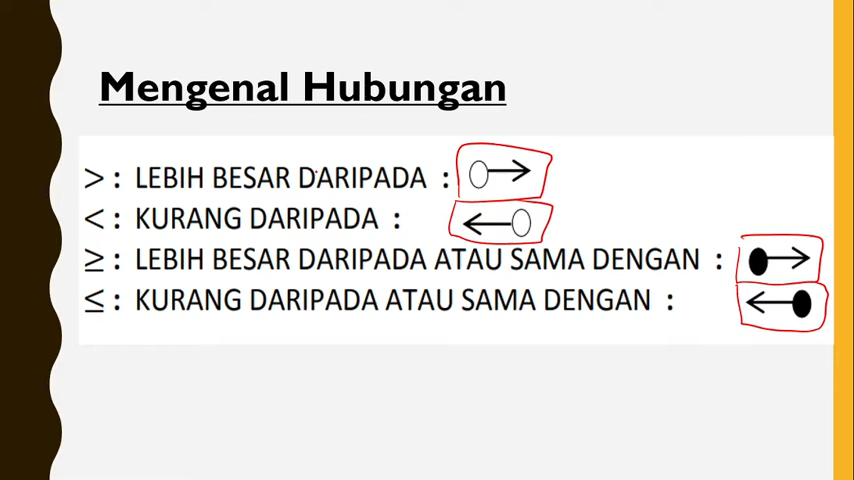 Mengenal Hubungan
> : LEBIH BESAR DARIPADA :
< : KURANG DARIPADA :
≥ : LEBIH BESAR DARIPADA ATAU SAMA DENGAN :
≤ : KURANG DARIPADA ATAU SAMA DENGAN :